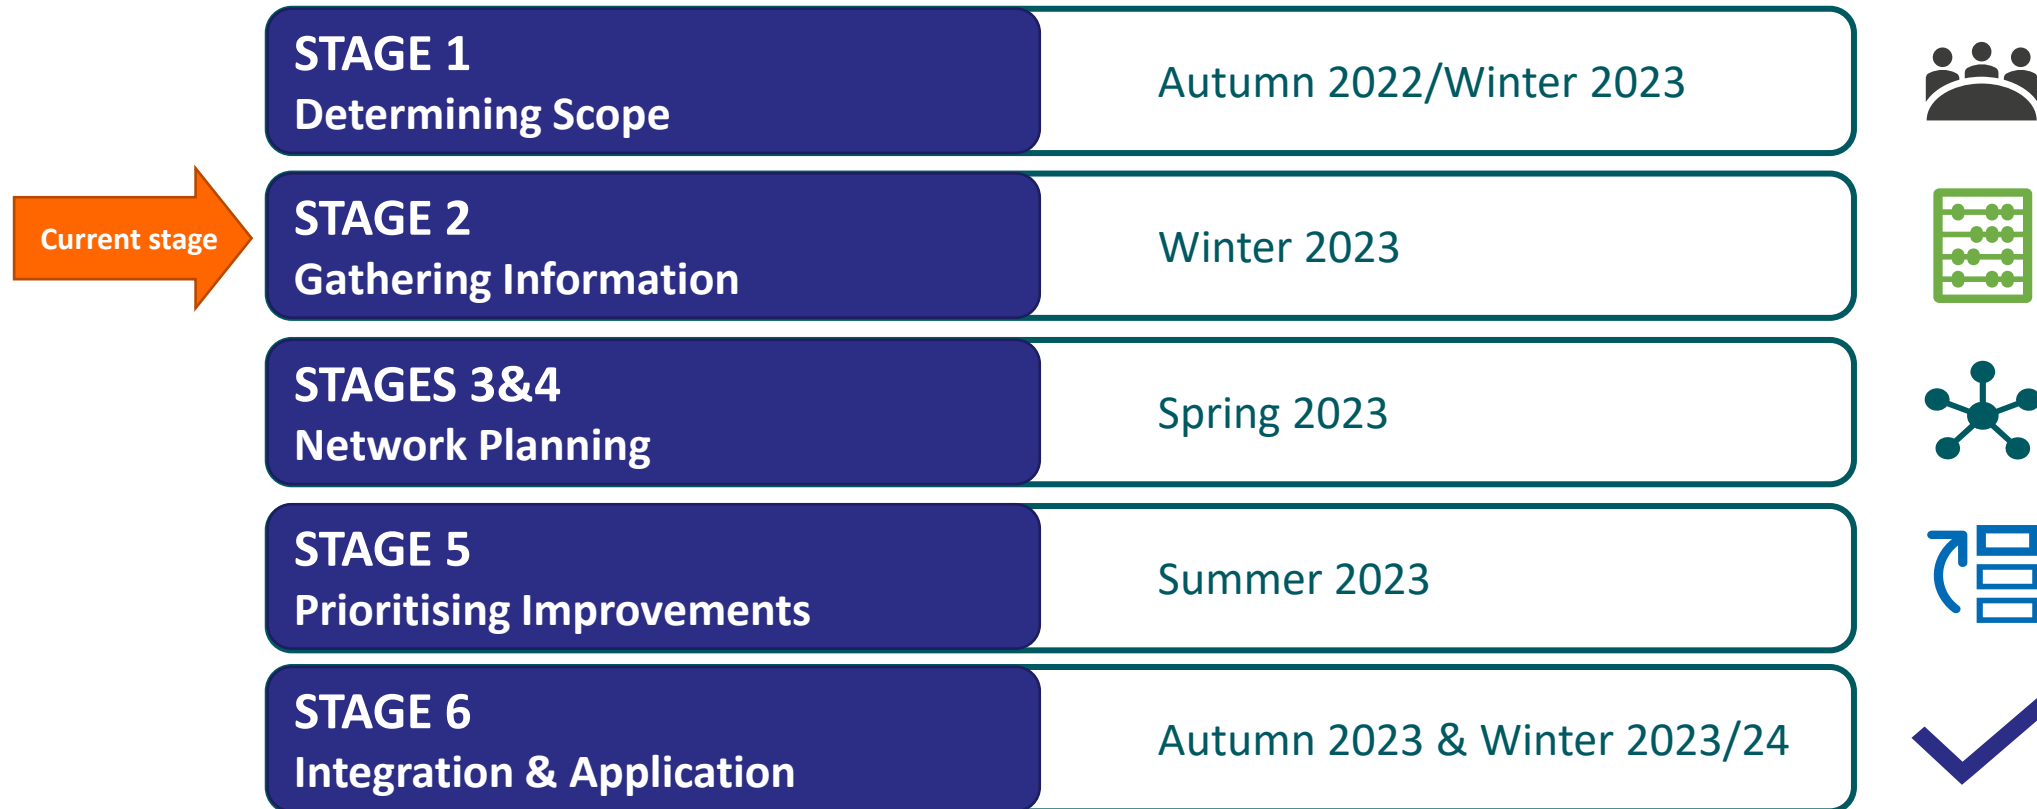 STAGE 1
Determining Scope
Autumn 2022/Winter 2023
Current stage
STAGE 2
Gathering Information
Winter 2023
STAGES 3&4
Network Planning
Spring 2023
STAGE 5
Prioritising Improvements
Summer 2023
STAGE 6
Integration & Application
Autumn 2023 & Winter 2023/24